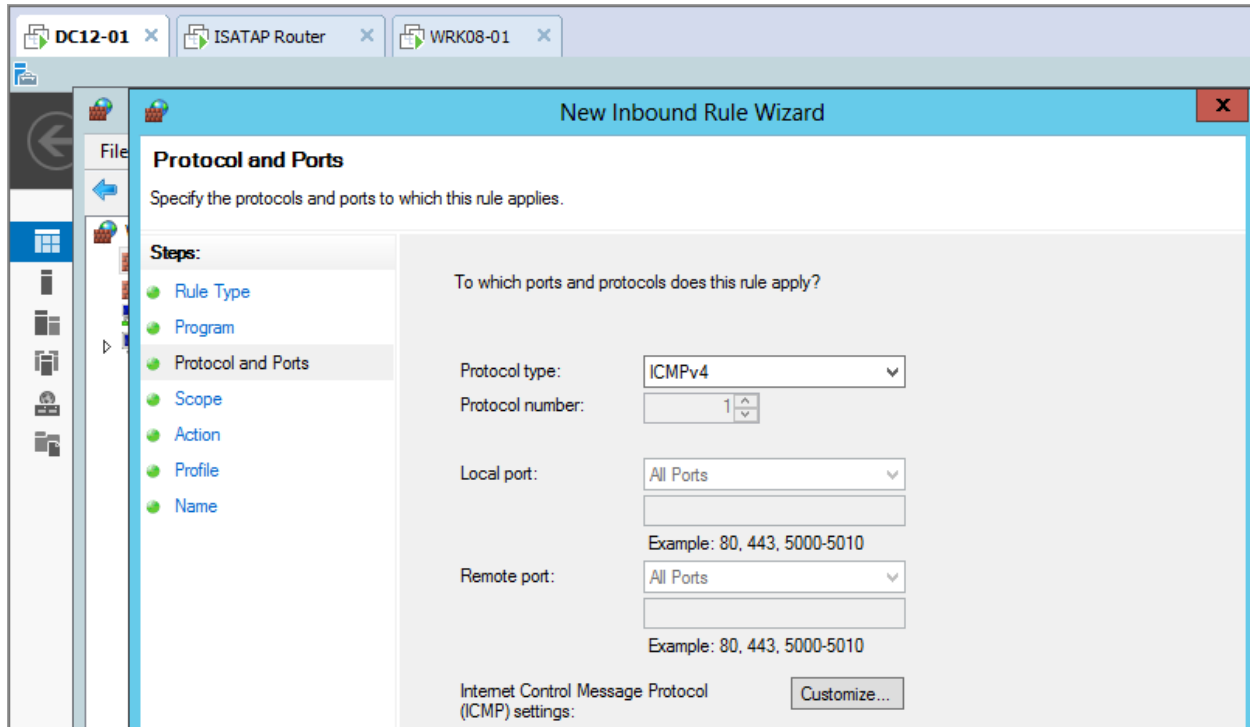 DC12-01 ISATAP Router WRK08-01
New Inbound Rule Wizard x
File
Protocol and Ports
Specify the protocols and ports to which this rule applies.
Steps:
Rule Type
Program
Protocol and Ports
Scope
Action
Profile
Name
To which ports and protocols does this rule apply?
Protocol type: ICMPv4
Protocol number: 1
Local port: All Ports
Example: 80, 443, 5000-5010
Remote port: All Ports
Example: 80, 443, 5000-5010
Internet Control Message Protocol
(ICMP) settings:
Customize...